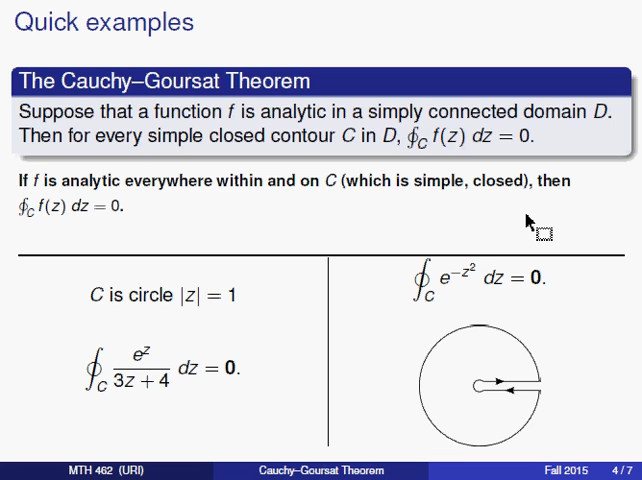 Quick examples
The Cauchy–Goursat Theorem
Suppose that a function f is analytic in a simply connected domain D.
Then for every simple closed contour C in D, ∮_C f(z) dz = 0.
If f is analytic everywhere within and on C (which is simple, closed), then
∮_C f(z) dz = 0.
C is circle |z| = 1
∮_C e^z / (3z + 4) dz = 0.
∮_C e^{-z^2} dz = 0.
MTH 462 (URI) Cauchy–Goursat Theorem Fall 2015 4 / 7